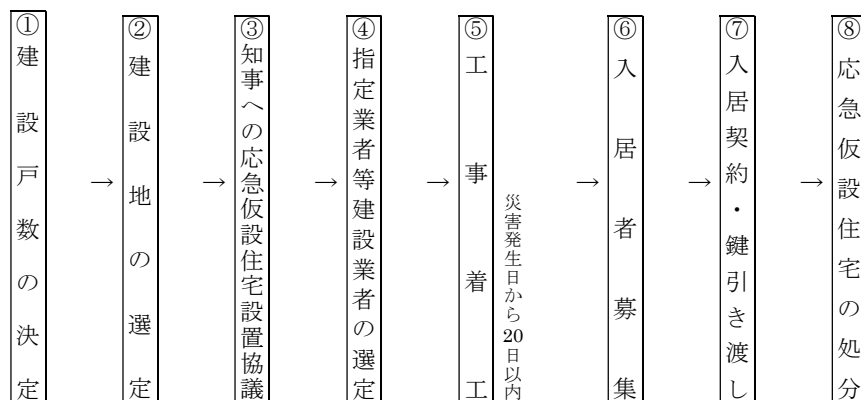 ①建設戸数の決定
→
②建設地の選定
→
③知事への応急仮設住宅設置協議
→
④指定業者等建設業者の選定
→
⑤工事着工
災害発生日から20日以内
→
⑥入居者募集
→
⑦入居契約・鍵引き渡し
→
⑧応急仮設住宅の処分